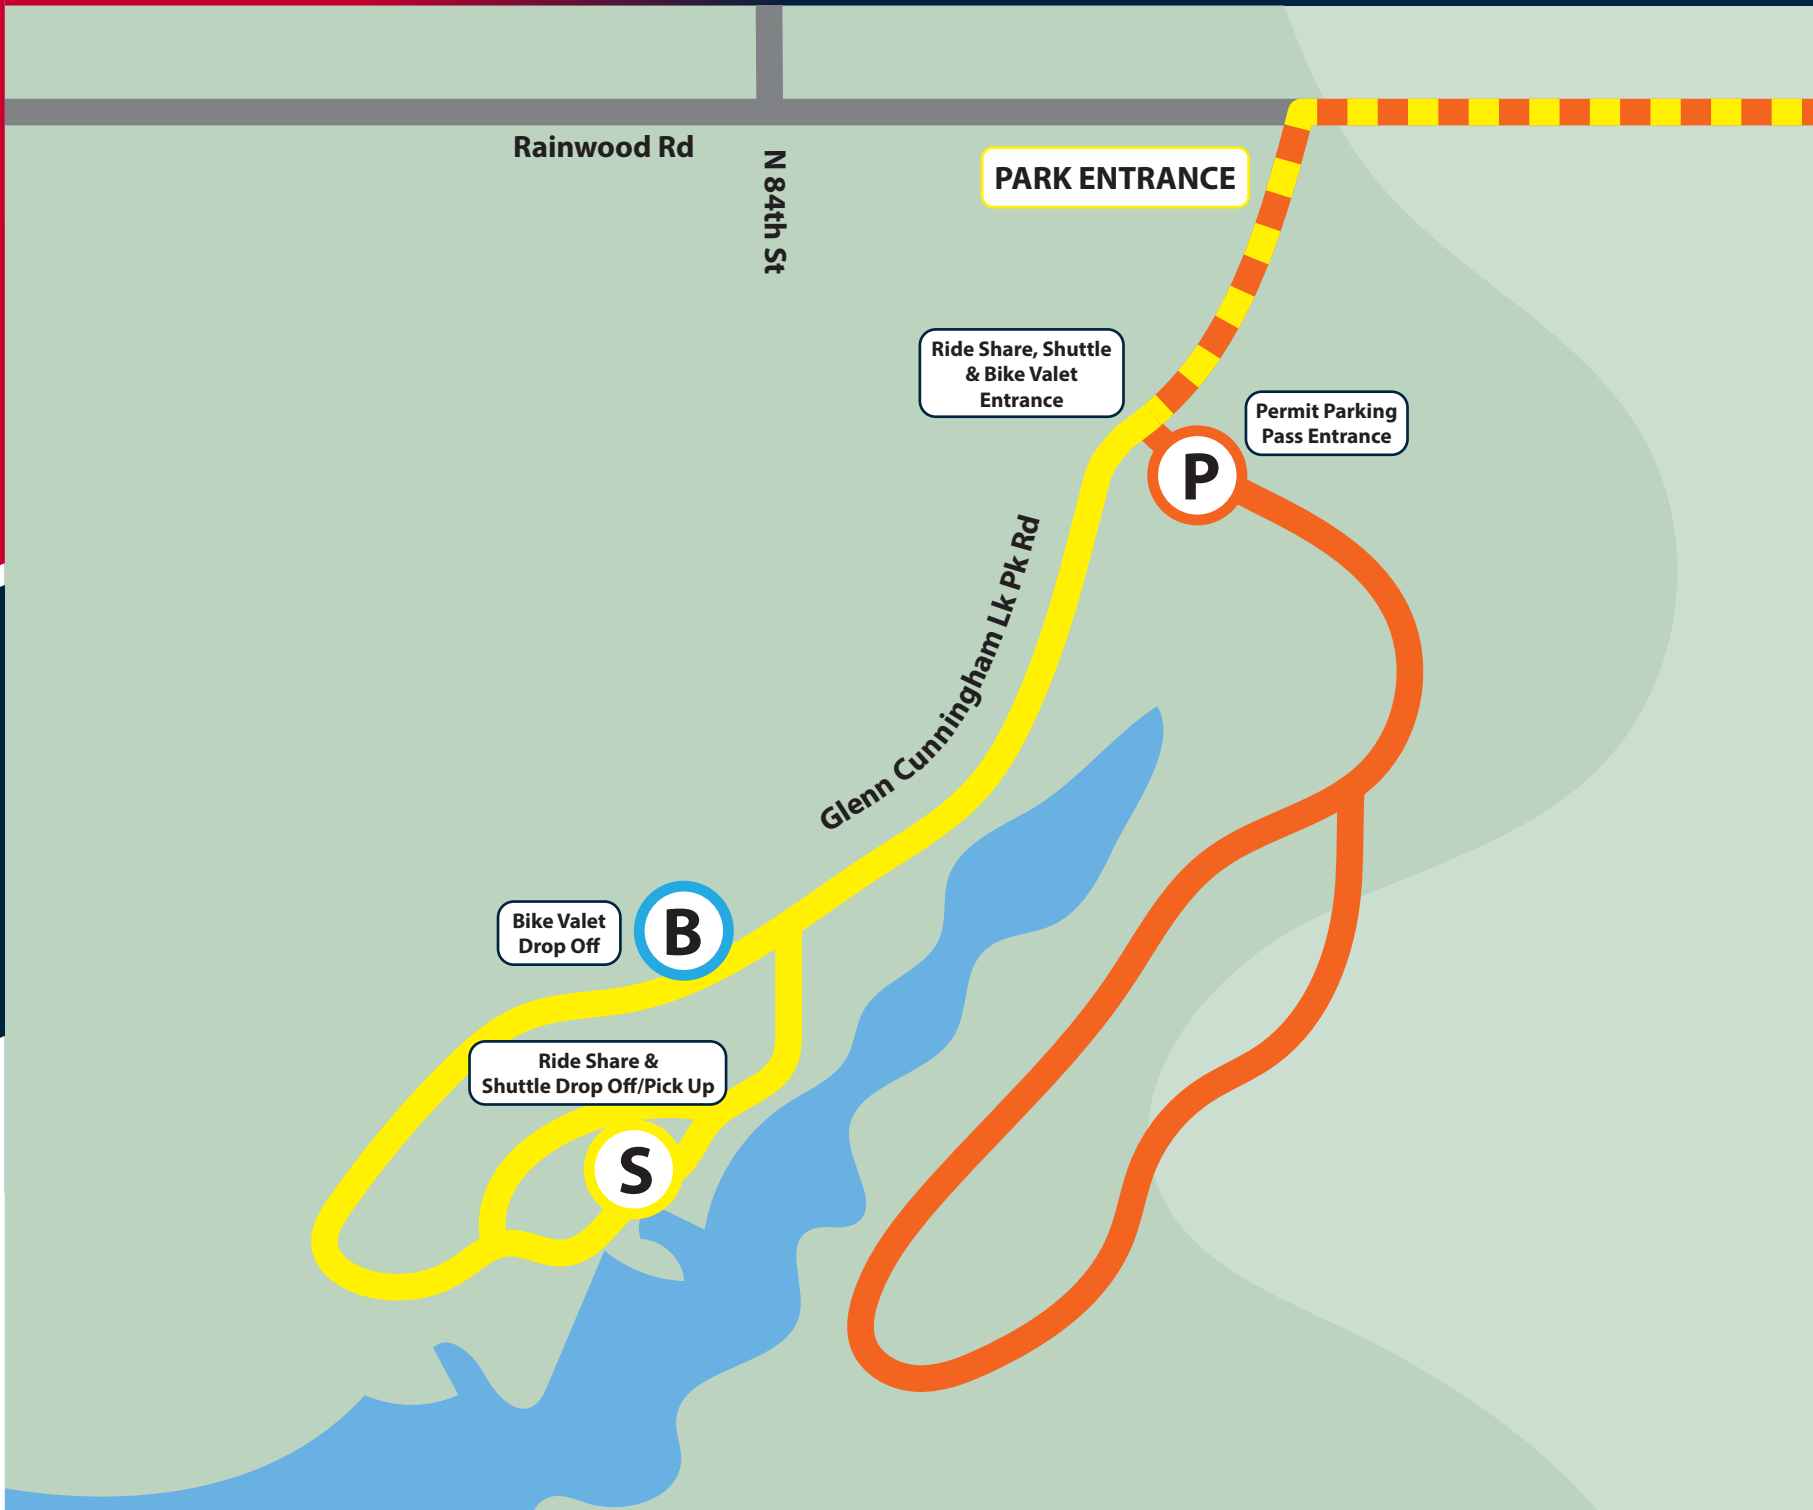 Rainwood Rd
N 84th St
PARK ENTRANCE
Ride Share, Shuttle
& Bike Valet
Entrance
Permit Parking
Pass Entrance
P
Glenn Cunningham Lk Pk Rd
Bike Valet
Drop Off
B
Ride Share &
Shuttle Drop Off/Pick Up
S